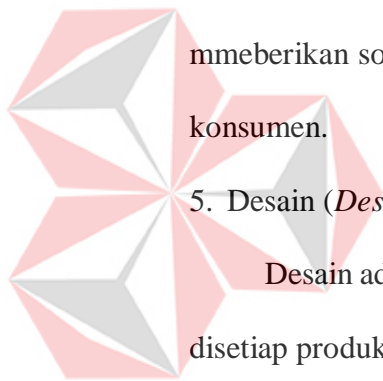 mmeberikan so
konsumen.
5. Desain (Des
Desain ad
disetiap produk